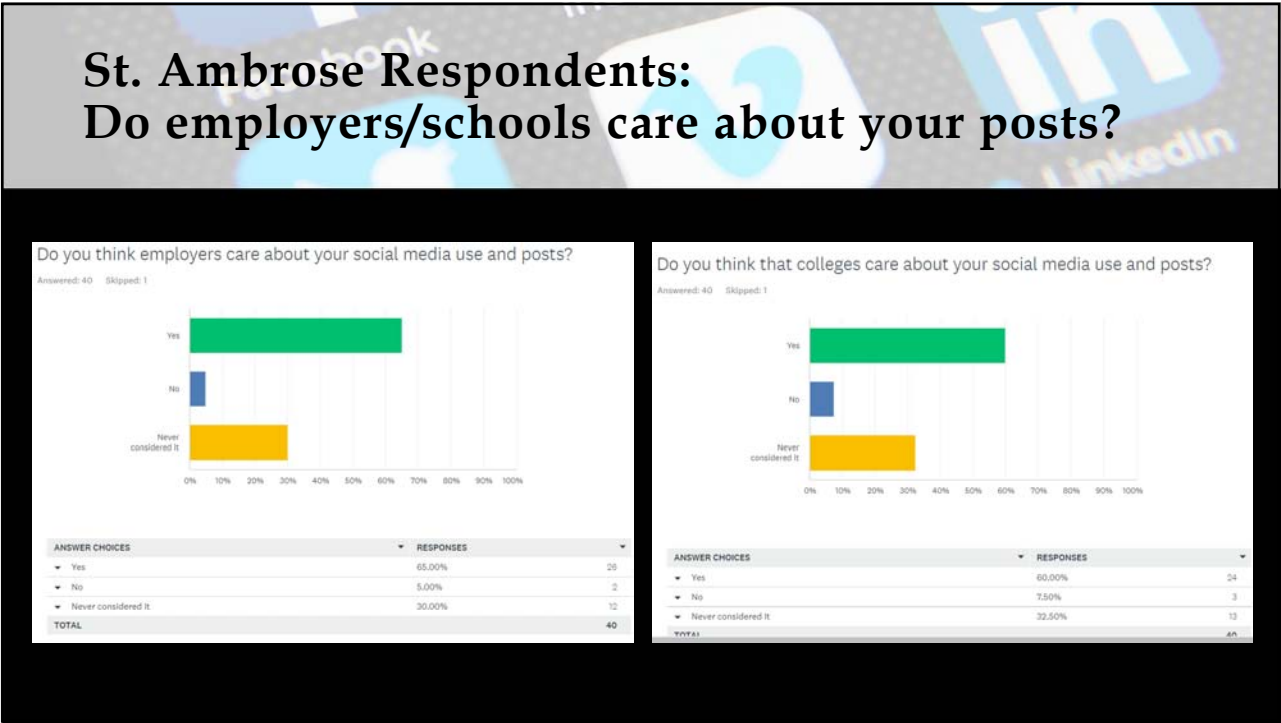 Facebook
LinkedIn
St. Ambrose Respondents:
Do employers/schools care about your posts?
Do you think employers care about your social media use and posts?
Answered: 40 Skipped: 1
Yes
No
Never
considered It
0% 10% 20% 30% 40% 50% 60% 70% 80% 90% 100%
ANSWER CHOICES RESPONSES
Yes 65.00% 26
No 5.00% 2
Never considered It 30.00% 12
TOTAL 40
Do you think that colleges care about your social media use and posts?
Answered: 40 Skipped: 1
Yes
No
Never
considered It
0% 10% 20% 30% 40% 50% 60% 70% 80% 90% 100%
ANSWER CHOICES RESPONSES
Yes 60.00% 24
No 7.50% 3
Never considered It 32.50% 13
TOTAL 40